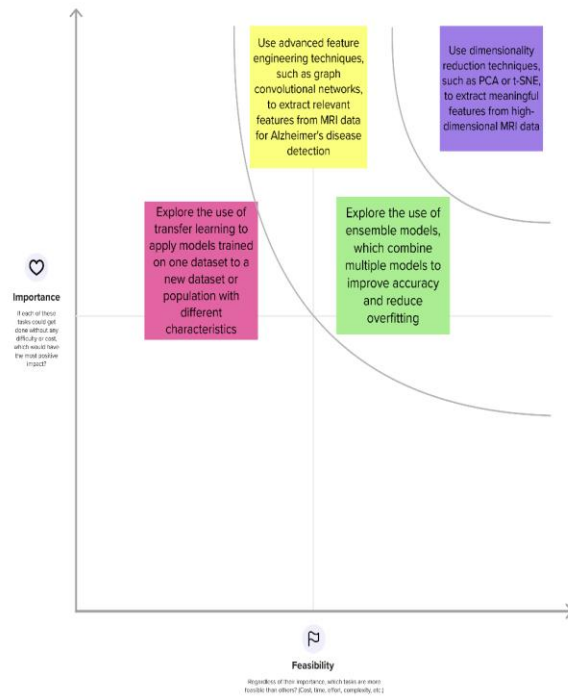 Use advanced feature
engineering techniques,
such as graph
convolutional networks,
to extract relevant
features from MRI data
for Alzheimer's disease
detection
Use dimensionality
reduction techniques,
such as PCA or t-SNE,
to extract meaningful
features from high-
dimensional MRI data
Explore the use of
transfer learning to
apply models trained
on one dataset to a
new dataset or
population with
different
characteristics
Explore the use of
ensemble models,
which combine
multiple models to
improve accuracy
and reduce
overfitting
Importance
If each of these
tasks could get
done without any
difficulty or cost,
which would have
the most positive
impact?
Feasibility
Regardless of their importance, which tasks are more
feasible than others? (Cost, time, effort, complexity, etc.)